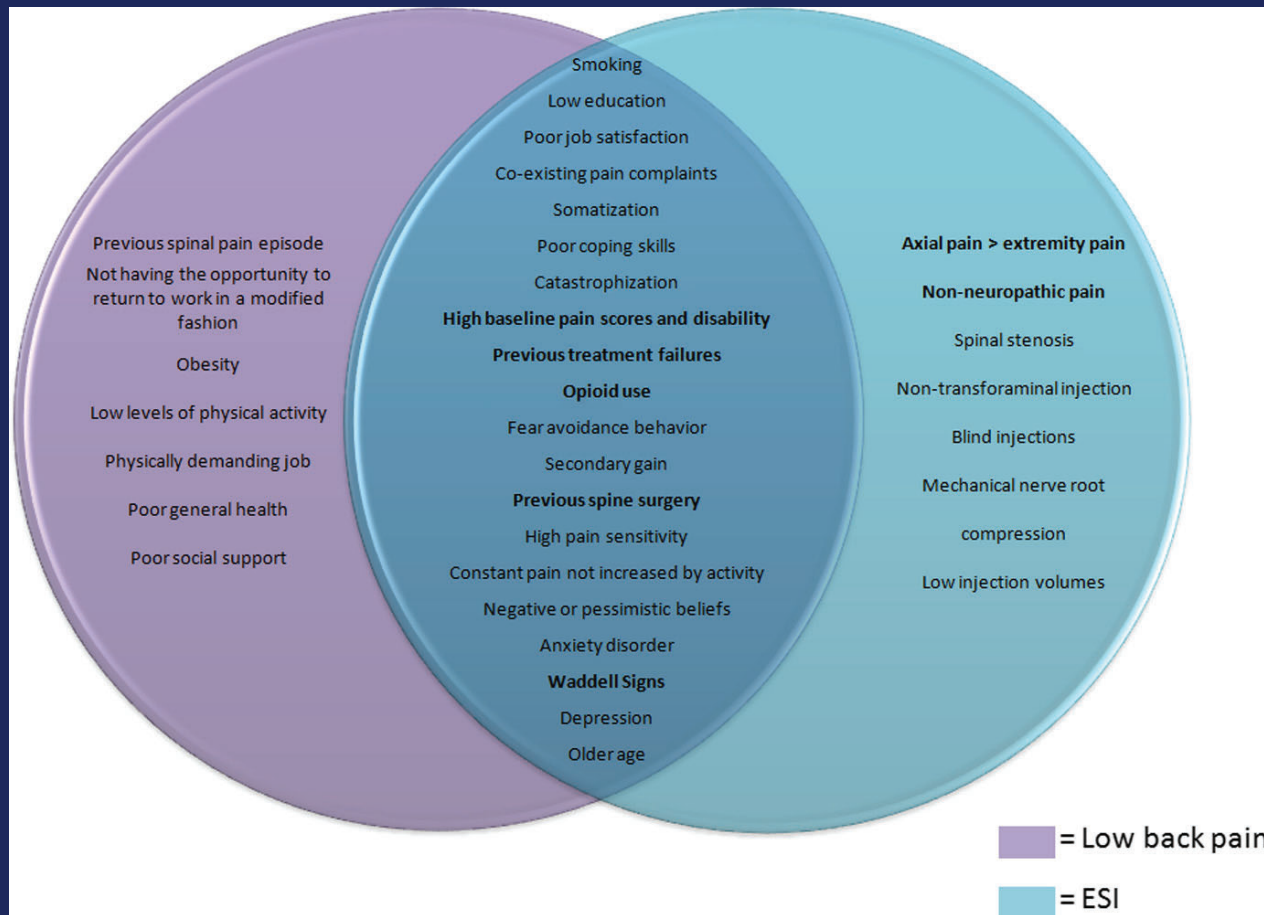 Previous spinal pain episode
Not having the opportunity to
return to work in a modified
fashion
Obesity
Low levels of physical activity
Physically demanding job
Poor general health
Poor social support
Smoking
Low education
Poor job satisfaction
Co-existing pain complaints
Somatization
Poor coping skills
Catastrophization
High baseline pain scores and disability
Previous treatment failures
Opioid use
Fear avoidance behavior
Secondary gain
Previous spine surgery
High pain sensitivity
Constant pain not increased by activity
Negative or pessimistic beliefs
Anxiety disorder
Waddell Signs
Depression
Older age
Axial pain > extremity pain
Non-neuropathic pain
Spinal stenosis
Non-transforaminal injection
Blind injections
Mechanical nerve root
compression
Low injection volumes
= Low back pain
= ESI